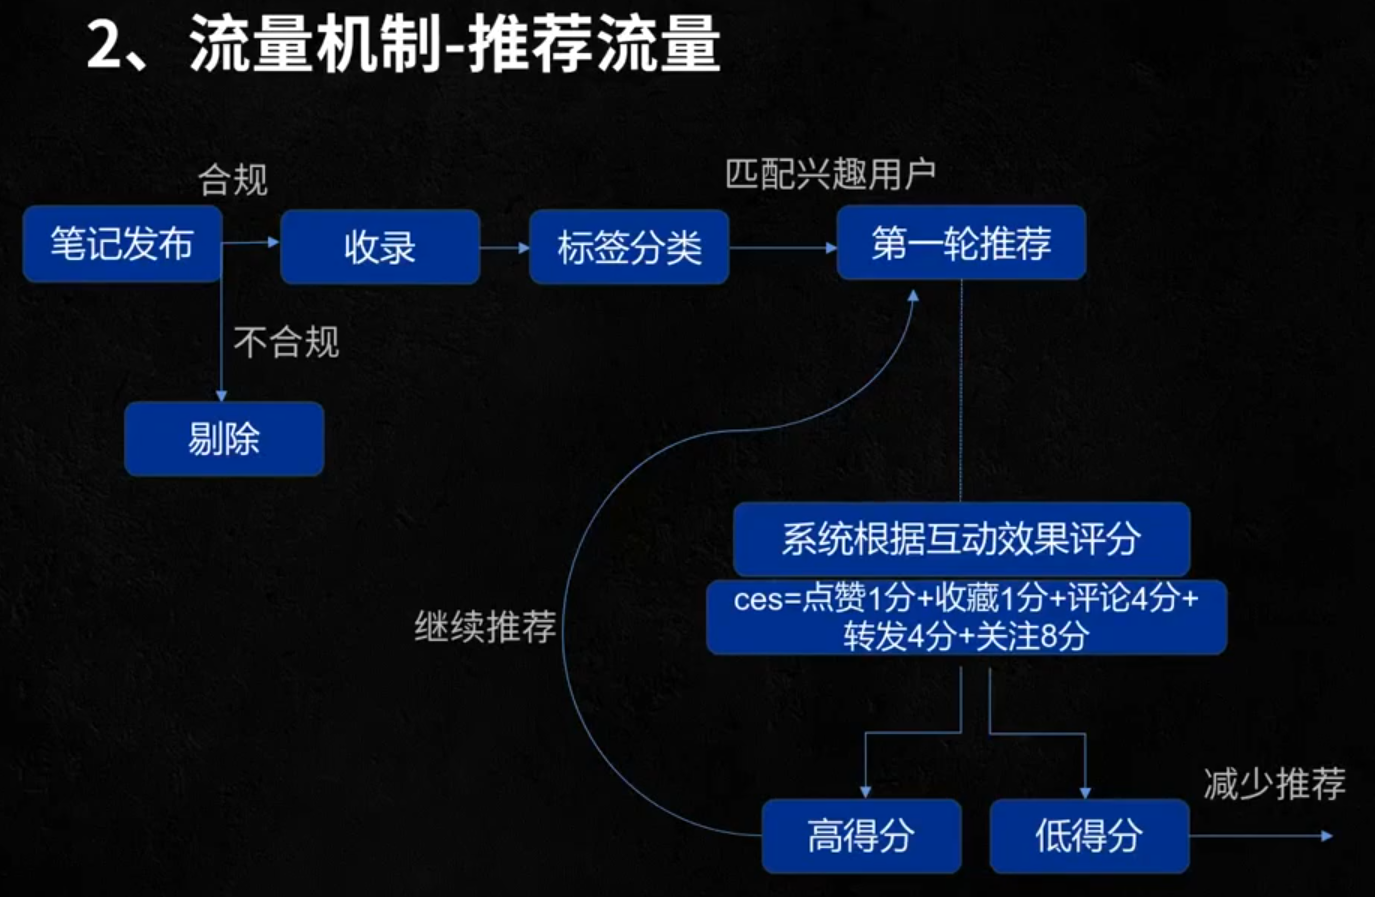 2、流量机制-推荐流量
合规
匹配兴趣用户
笔记发布
收录
标签分类
第一轮推荐
不合规
剔除
系统根据互动效果评分
ces=点赞1分+收藏1分+评论4分+
转发4分+关注8分
继续推荐
减少推荐
高得分
低得分